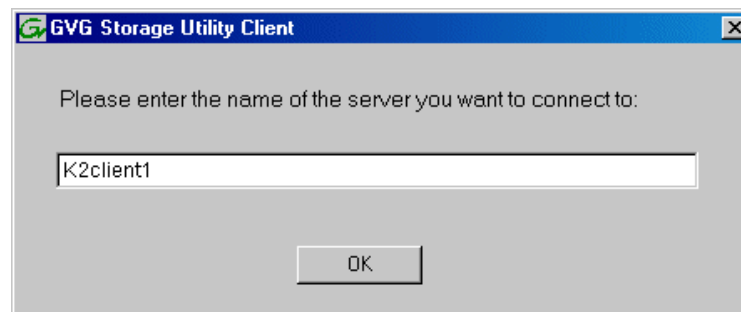 GVG Storage Utility Client
Please enter the name of the server you want to connect to:
K2client1
OK